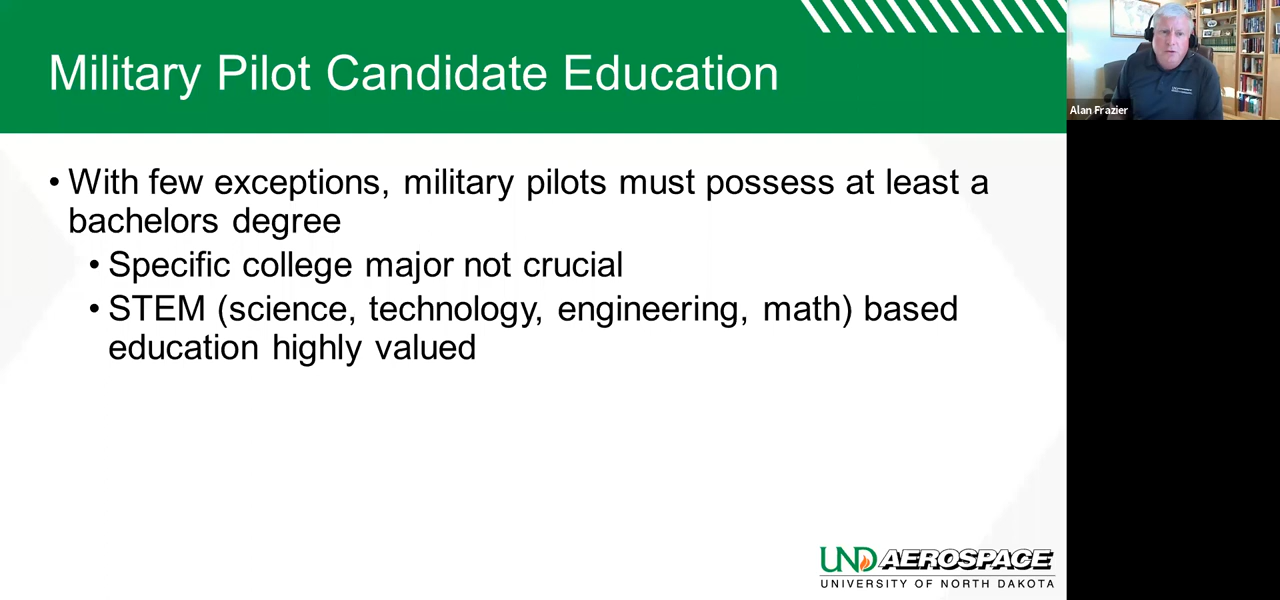 Military Pilot Candidate Education
Alan Frazier
• With few exceptions, military pilots must possess at least a
bachelors degree
• Specific college major not crucial
• STEM (science, technology, engineering, math) based
education highly valued
UND AEROSPACE
UNIVERSITY OF NORTH DAKOTA